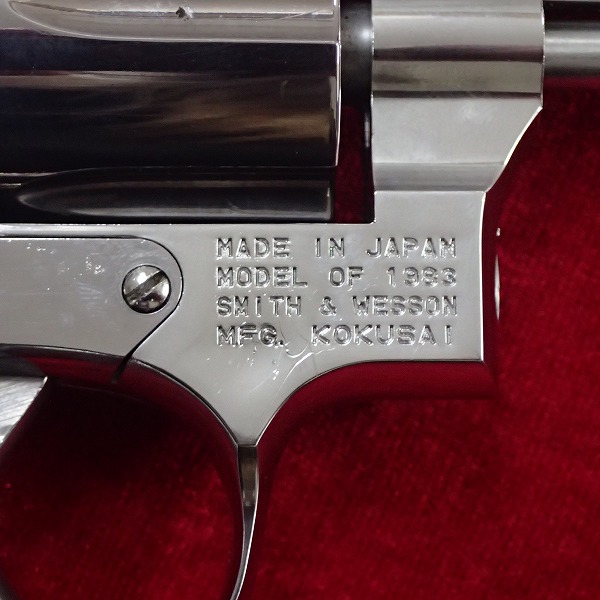 MADE IN JAPAN
MODEL OF 1983
SMITH & WESSON
MFG. KOKUSAI